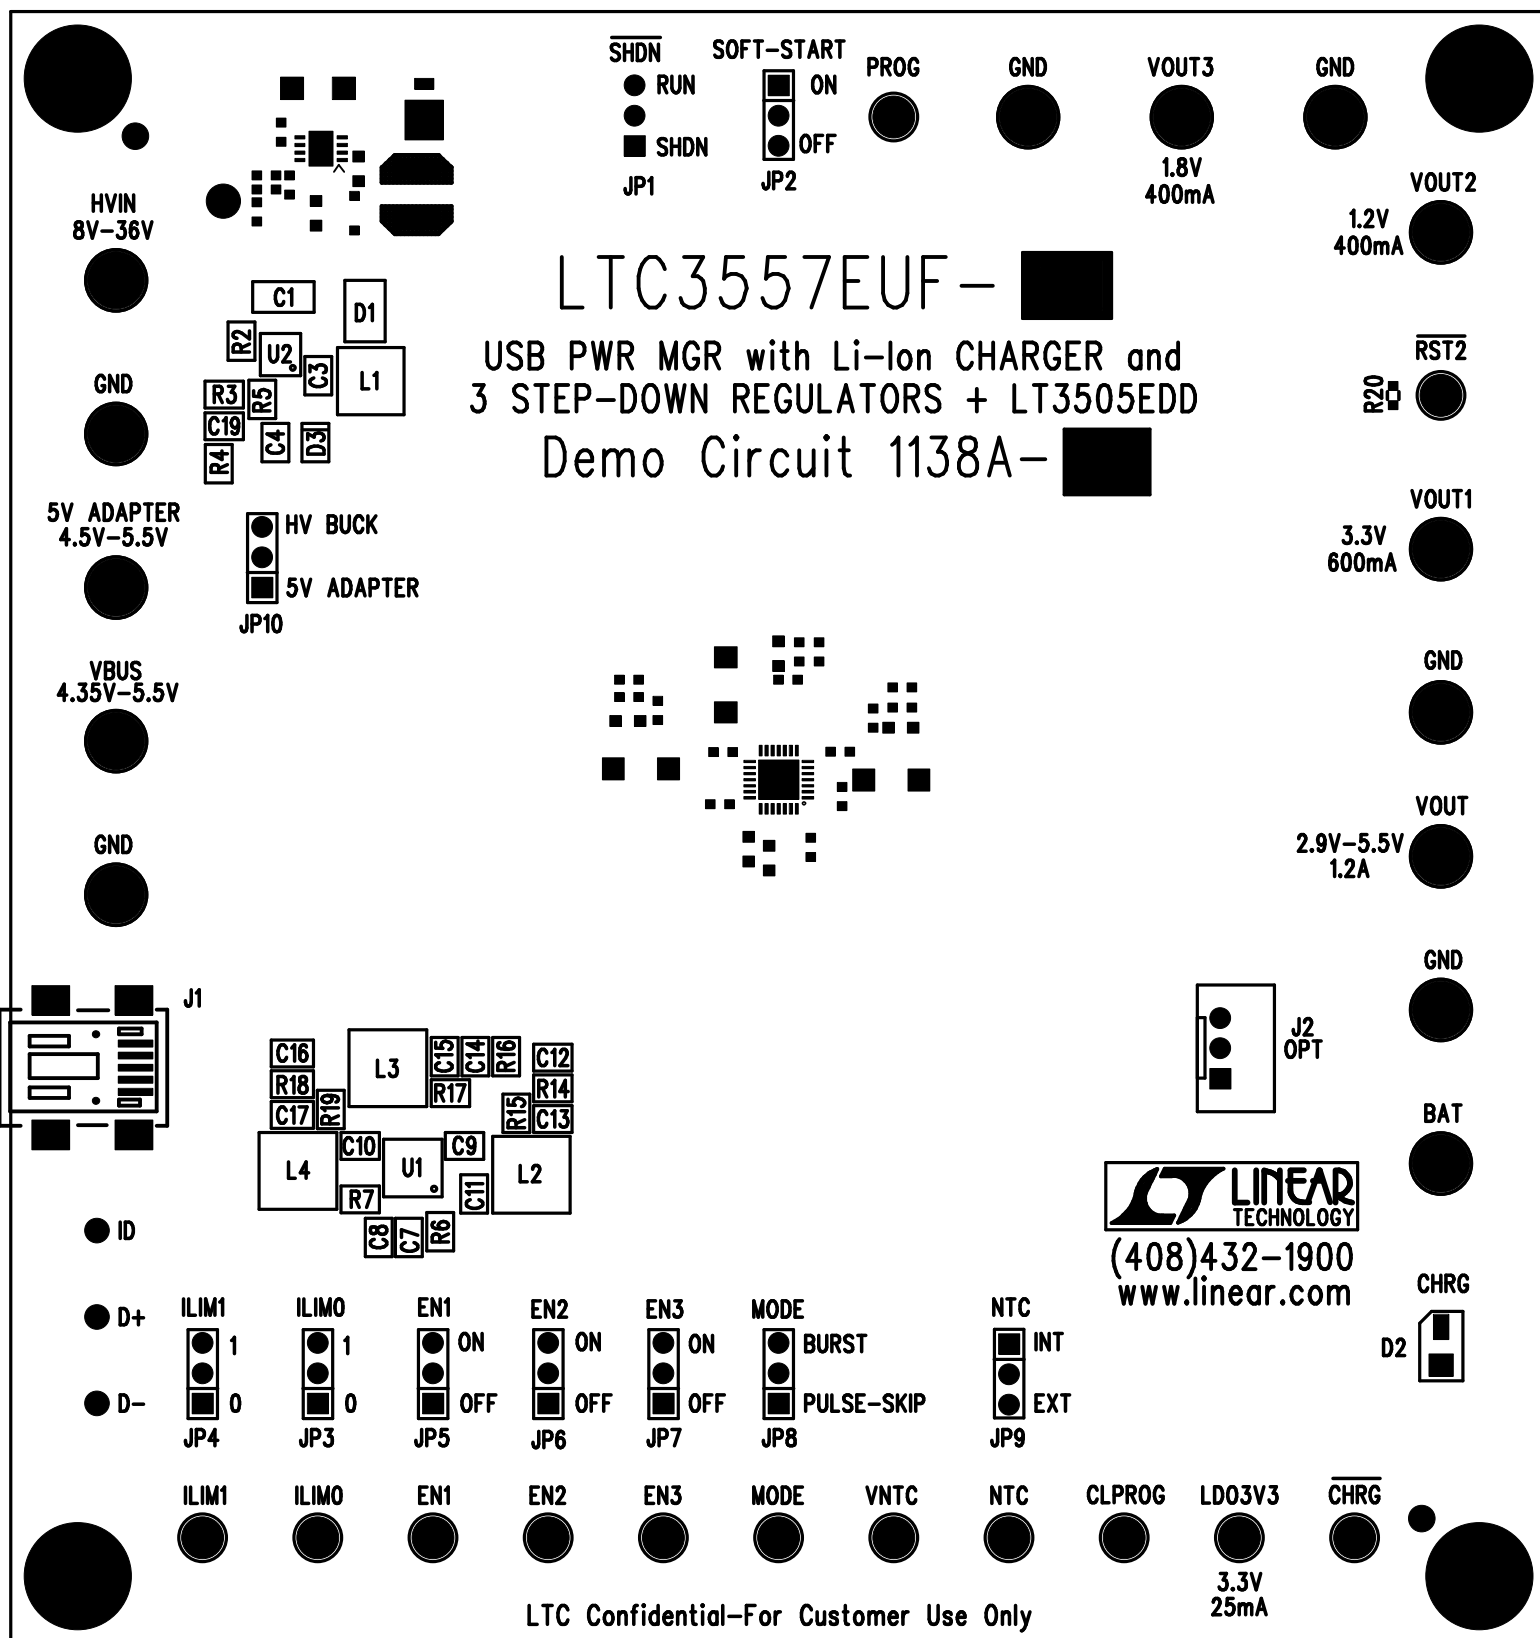 SHDN
RUN
SHDN
JP1
SOFT-START
ON
OFF
JP2
PROG
GND
VOUT3
1.8V
400mA
GND
HVIN
8V-36V
VOUT2
1.2V
400mA
LTC3557EUF-
USB PWR MGR with Li-Ion CHARGER and
3 STEP-DOWN REGULATORS + LT3505EDD
Demo Circuit 1138A-
C1
D1
R2
U2
C3
L1
R3
R5
C19
C4
D3
R4
GND
RST2
R20
5V ADAPTER
4.5V-5.5V
HV BUCK
5V ADAPTER
JP10
VOUT1
3.3V
600mA
VBUS
4.35V-5.5V
GND
GND
VOUT
2.9V-5.5V
1.2A
GND
J1
J2
OPT
C16
L3
C15
C14
R16
C12
R18
R17
R14
C17
R19
R15
C13
C10
C9
L4
U1
L2
R7
C11
C8
C7
R6
BAT
LINEAR
TECHNOLOGY
(408)432-1900
www.linear.com
ID
D+
D-
ILIM1
1
0
JP4
ILIM0
1
0
JP3
EN1
ON
OFF
JP5
EN2
ON
OFF
JP6
EN3
ON
OFF
JP7
MODE
BURST
PULSE-SKIP
JP8
NTC
INT
EXT
JP9
CHRG
D2
ILIM1
ILIM0
EN1
EN2
EN3
MODE
VNTC
NTC
CLPROG
LDO3V3
3.3V
25mA
CHRG
LTC Confidential-For Customer Use Only